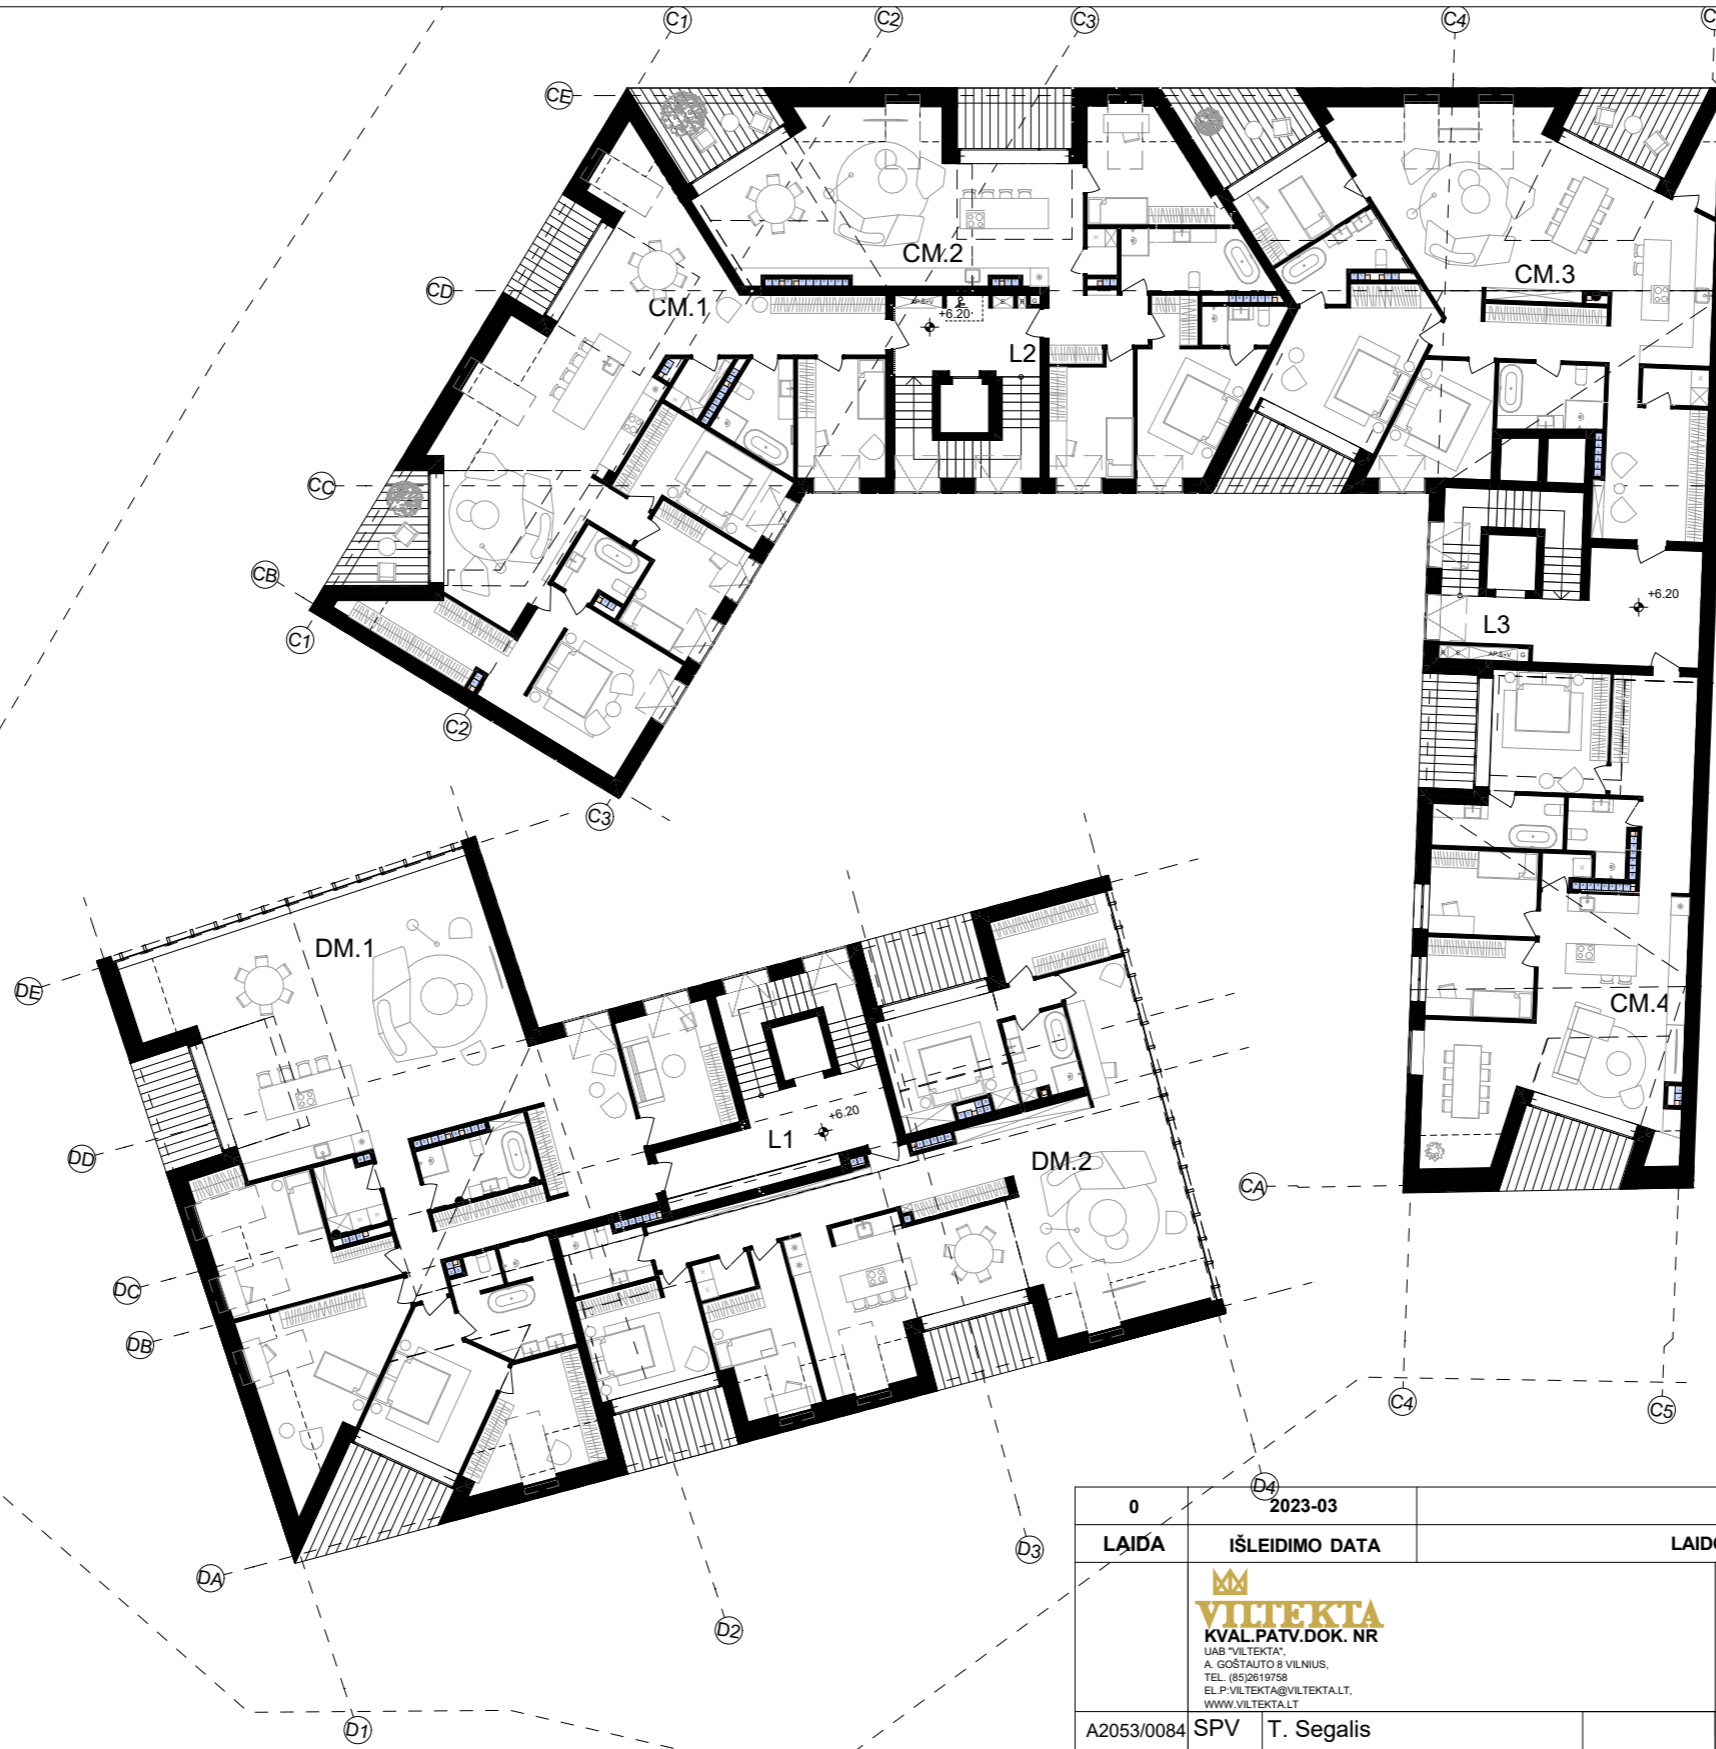 C1
C2
C3
C4
C
CE
CD
CM.1
CM.2
CM.3
+6.20
L2
CC
CB
C1
C2
C3
L3
+6.20
CM.4
DM.1
DE
DD
L1
+6.20
DM.2
CA
DC
DB
DA
C4
C5
D4
D3
D2
D1
0 2023-03
LAIDA IŠLEIDIMO DATA LAIDO
VILTEKTA
KVAL.PATV.DOK. NR
UAB "VILTEKTA",
A. GOŠTAUTO 8 VILNIUS,
TEL. (85)2619758
EL.P:VILTEKTA@VILTEKTA.LT,
WWW.VILTEKTA.LT
A2053/0084 SPV T. Segalis